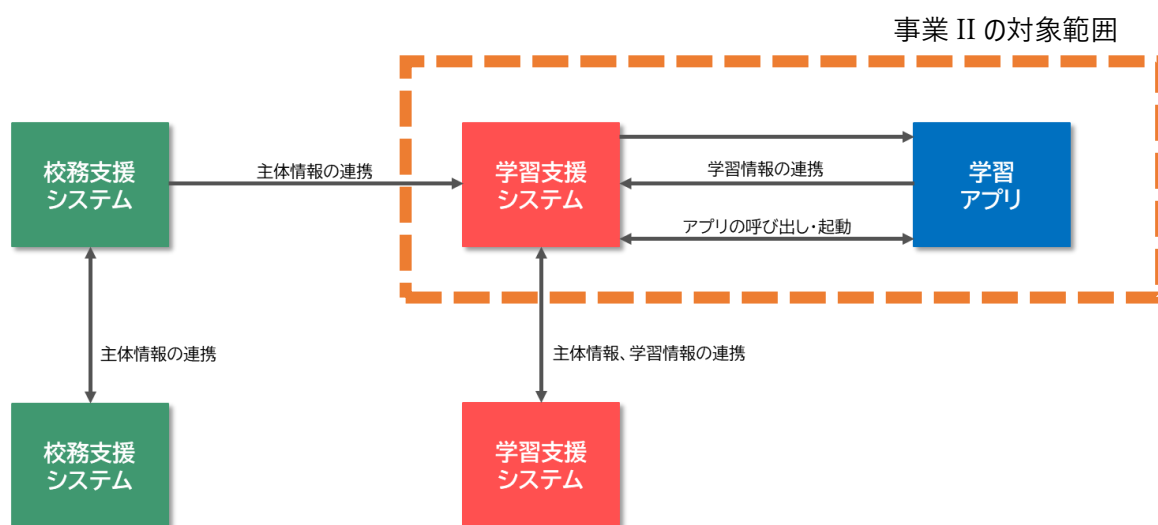 事業 II の対象範囲
校務支援
システム
主体情報の連携
学習支援
システム
学習情報の連携
アプリの呼び出し・起動
学習
アプリ
主体情報の連携
主体情報、学習情報の連携
校務支援
システム
学習支援
システム